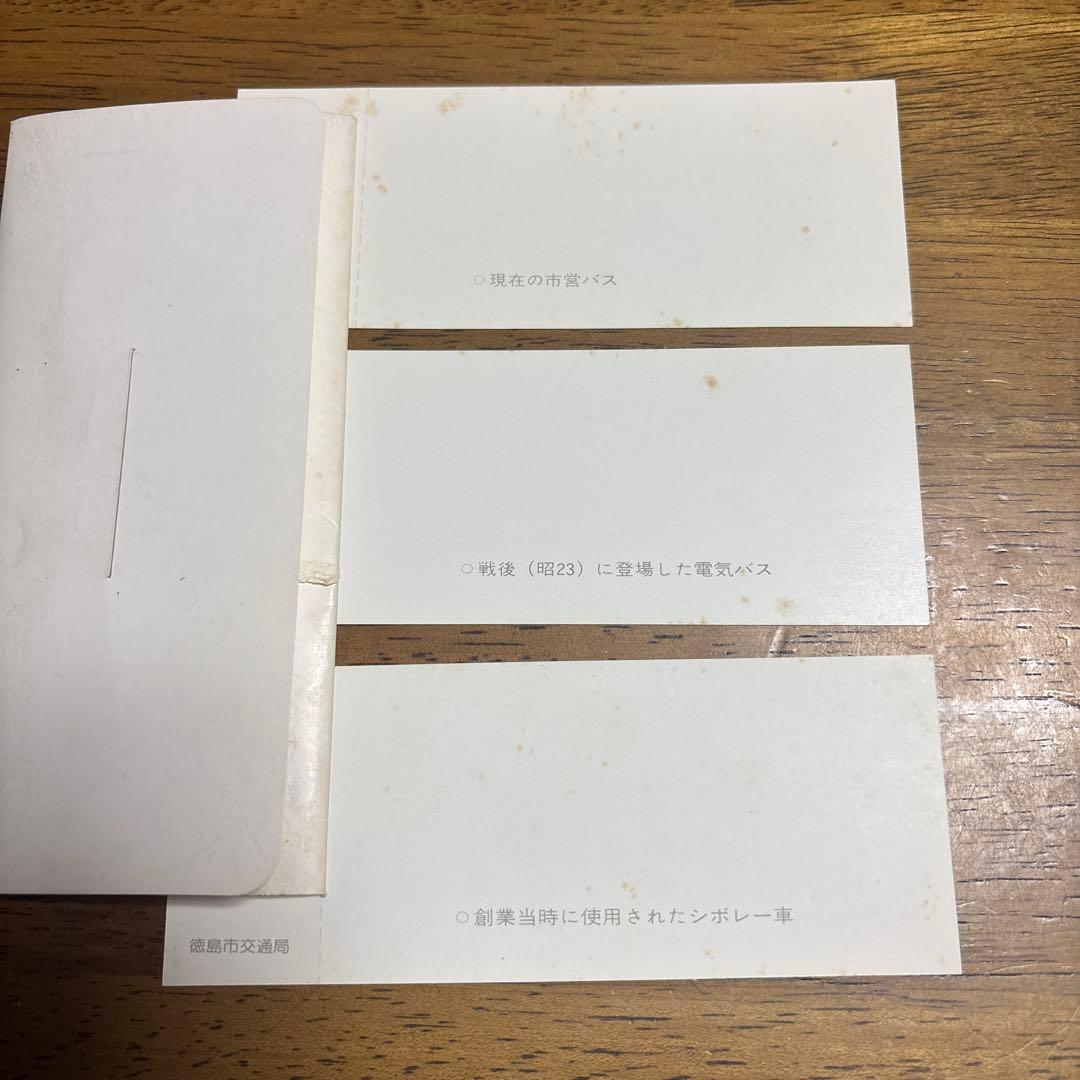 ○現在の市営バス
○戦後（昭23）に登場した電気バス
○創業当時に使用されたシボレー車
徳島市交通局